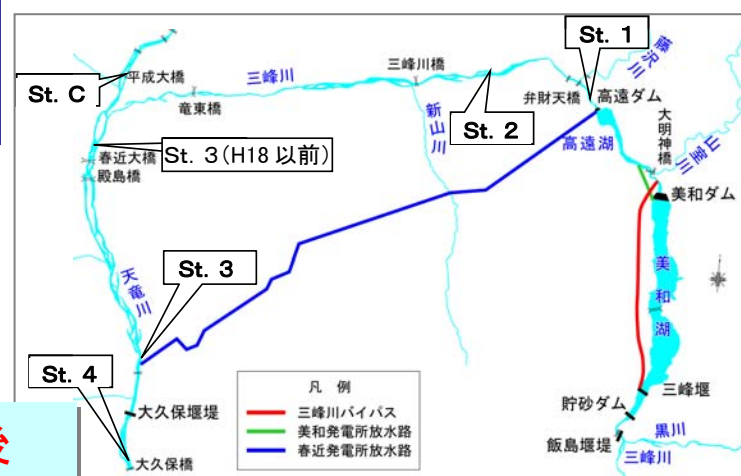 St. 1
藤沢川
St. C
平成大橋
三峰川
三峰川橋
弁財天橋
高遠ダム
竜東橋
St. 2
新山川
高遠湖
大明神橋
山室川
St. 3(H18 以前)
春近大橋
殿島橋
美和ダム
天竜川
St. 3
美和湖
St. 4
凡 例
三峰川バイパス
美和発電所放水路
春近発電所放水路
三峰堰
貯砂ダム
大久保堰堤
黒川
飯島堰堤
三峰川
大久保橋
後